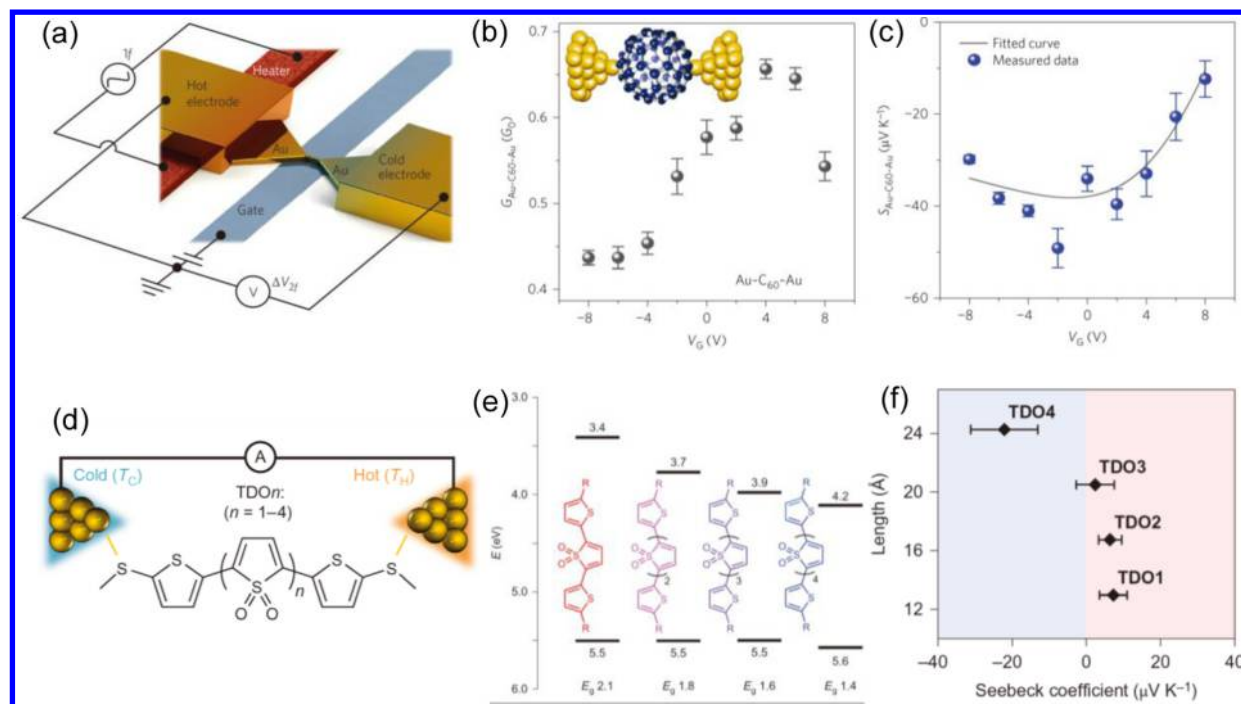 (a)
1f
Heater
Hot
electrode
Au
Au
Cold
electrode
Gate
V
ΔV2f
(b)
0.7
0.6
0.5
0.4
G_Au-C60-Au (G0)
Au-C60-Au
−8 −4 0 4 8
VG (V)
(c)
0
−20
−40
−60
S_Au-C60-Au (μV K⁻¹)
Fitted curve
Measured data
−8 −4 0 4 8
VG (V)
(d)
A
Cold (TC)
Hot (TH)
TDOn:
(n = 1–4)
S
S
S
O O
n
S
S
(e)
3.0
4.0
5.0
6.0
E (eV)
3.4
3.7
3.9
4.2
R R R R
S S S S
O O O O
S S S S
O O O O
2 3 4
S S S S
R R R R
5.5 5.5 5.5 5.6
Eg 2.1 Eg 1.8 Eg 1.6 Eg 1.4
(f)
24
20
16
12
Length (Å)
TDO4
TDO3
TDO2
TDO1
−40 −20 0 20 40
Seebeck coefficient (μV K⁻¹)